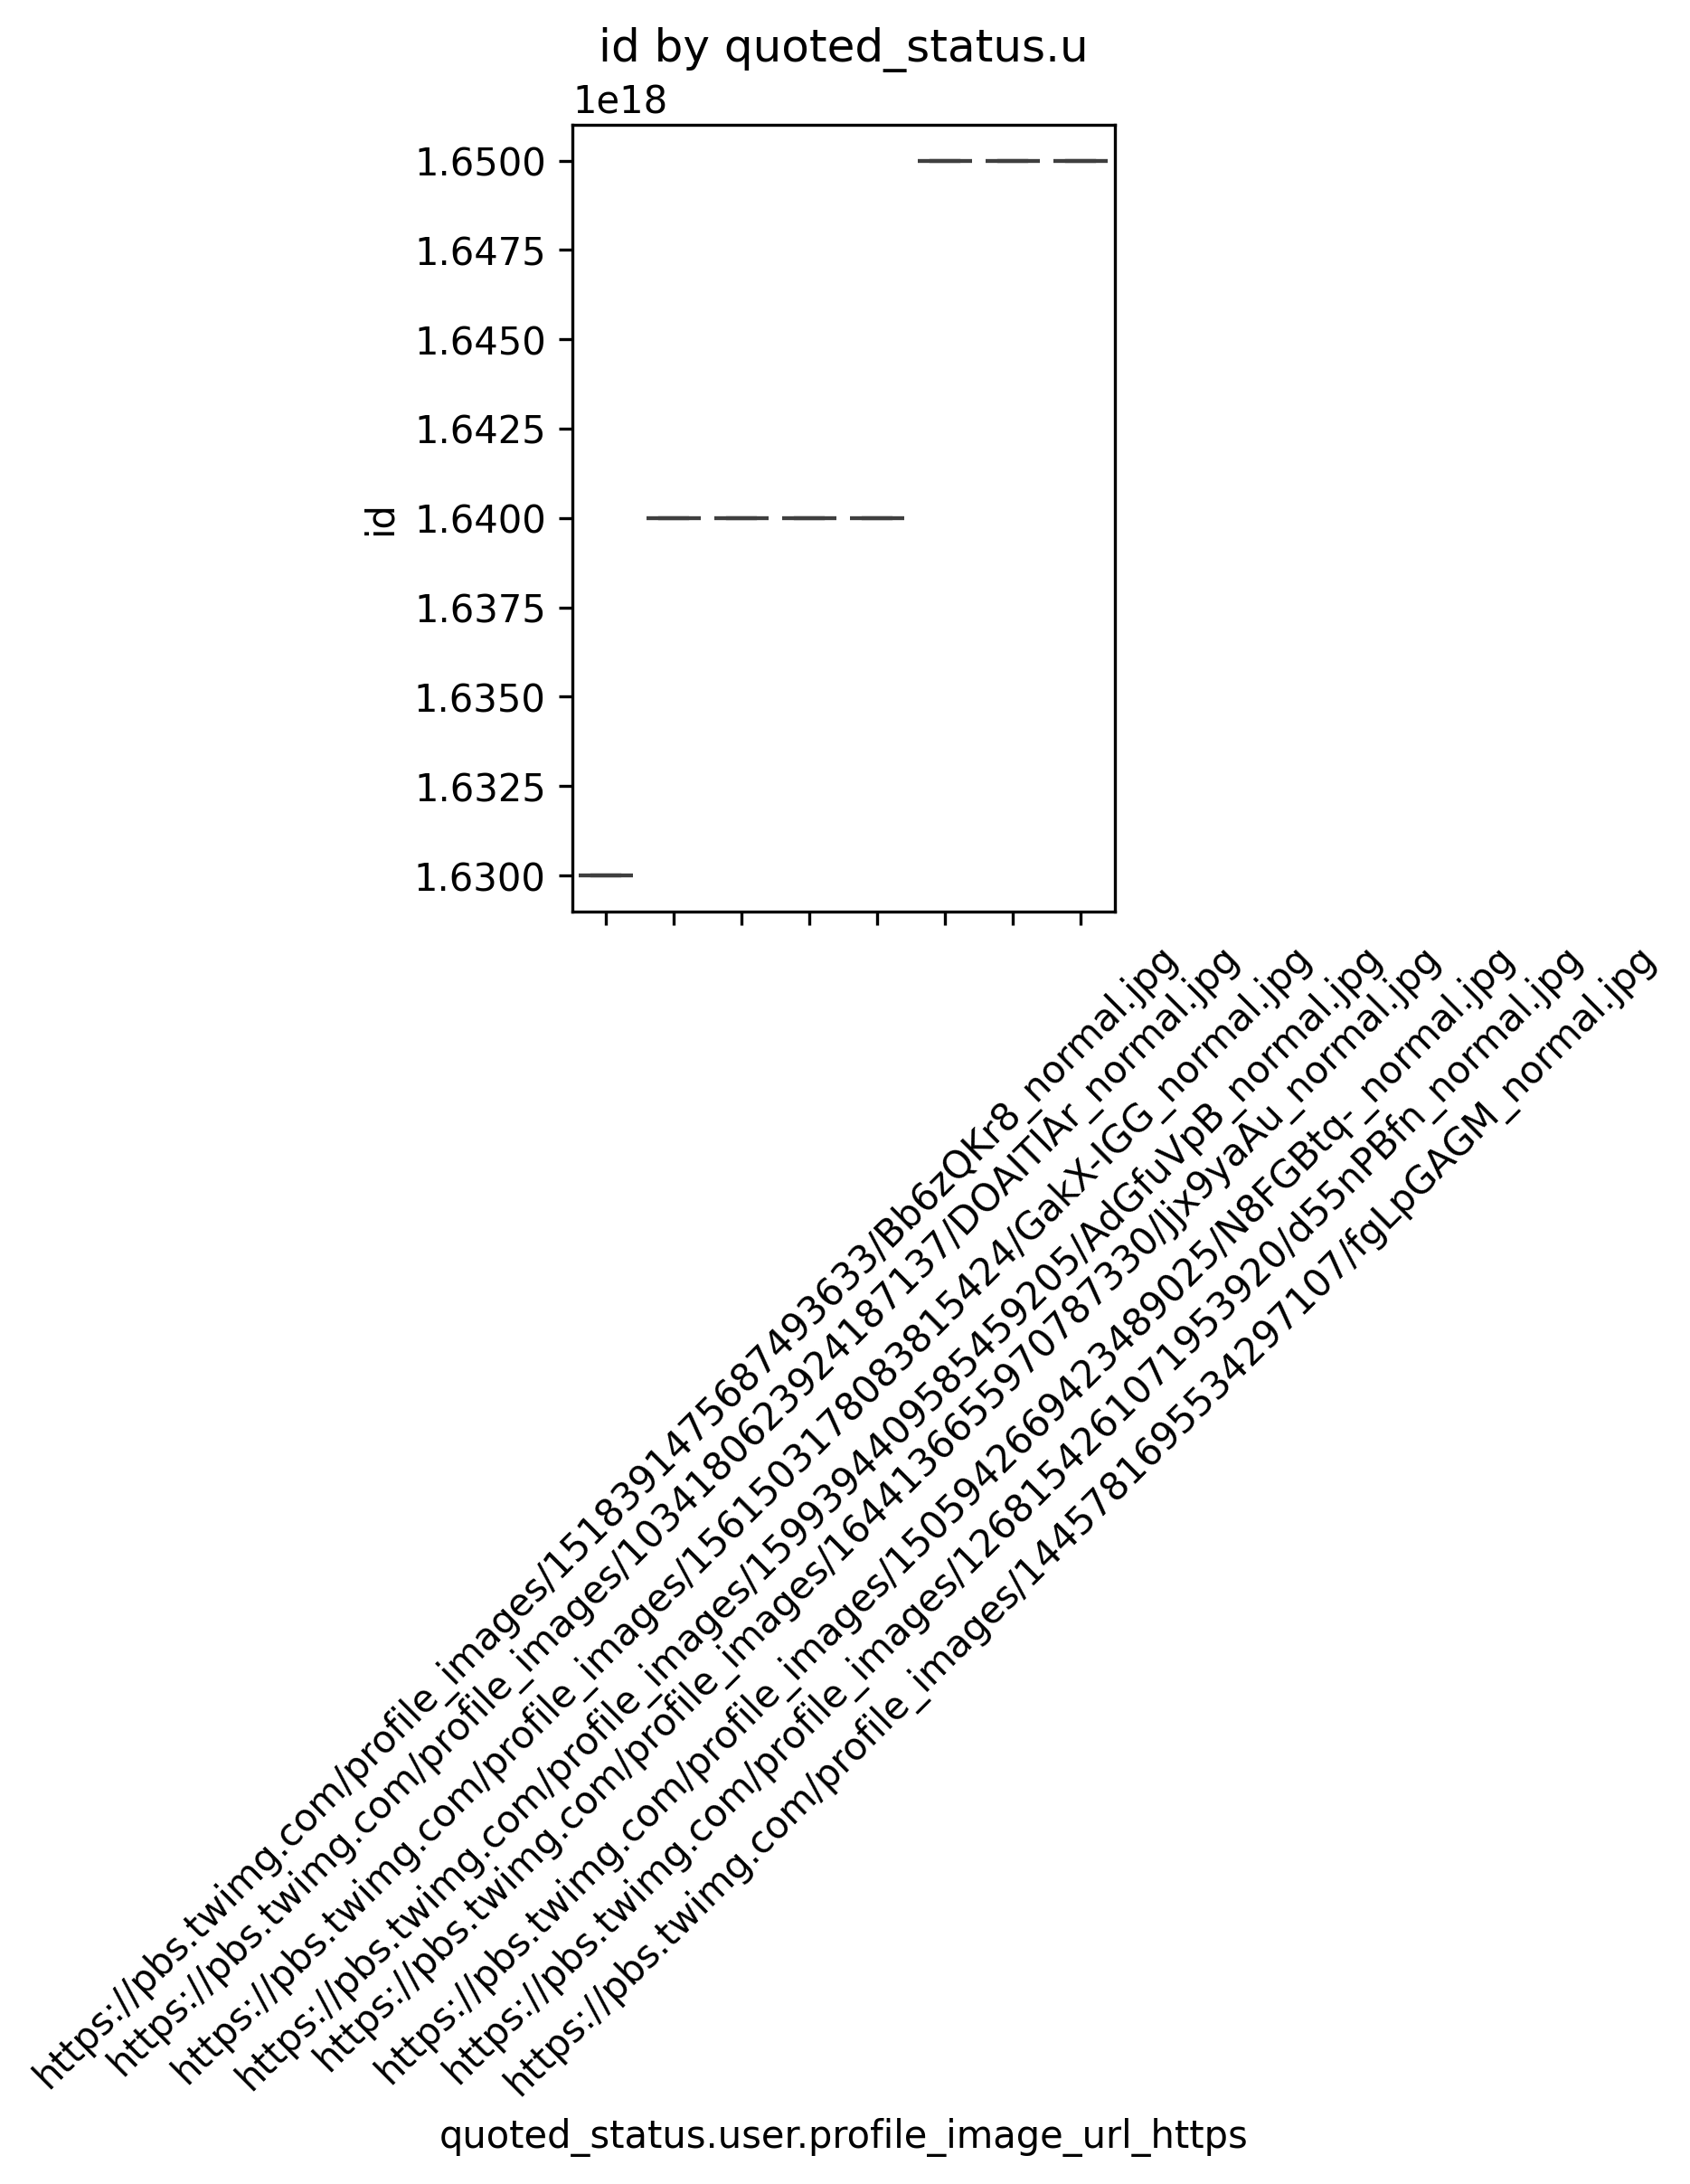 id by quoted_status.u
1e18
1.6500
1.6475
1.6450
1.6425
1.6400
1.6375
1.6350
1.6325
1.6300
id
https://pbs.twimg.com/profile_images/1518391475687493633/Bb6zQKr8_normal.jpg
https://pbs.twimg.com/profile_images/1034180623924187137/DOAITlAr_normal.jpg
https://pbs.twimg.com/profile_images/1561503178083815424/GakX-IGG_normal.jpg
https://pbs.twimg.com/profile_images/1599394409585459205/AdGfuVpB_normal.jpg
https://pbs.twimg.com/profile_images/1644136655970787330/Jjx9yaAu_normal.jpg
https://pbs.twimg.com/profile_images/1505942669423489025/N8FGBtq-_normal.jpg
https://pbs.twimg.com/profile_images/1268154261071953920/d55nPBfn_normal.jpg
https://pbs.twimg.com/profile_images/1445781695534297107/fgLpGAGM_normal.jpg
quoted_status.user.profile_image_url_https